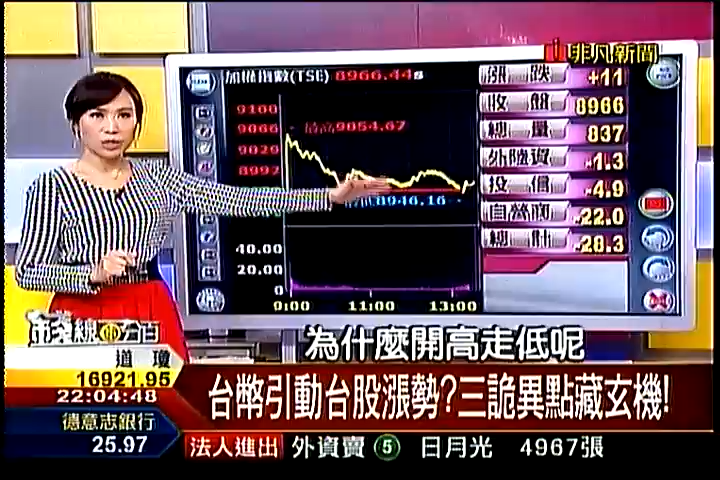 非凡新聞
加權指數(TSE) 8966.44s
9100
9066
9029
8992
最高9054.67
8946.16
40.00
20.00
0
9:00 11:00 13:00
漲 跌 +11
收 盤 8966
總 量 837
外陸資 -1.3
投 信 -4.9
自營商 -22.0
總 計 -28.3
為什麼開高走低呢
道 瓊
16921.95
22:04:48
德意志銀行
25.97
台幣引動台股漲勢?三詭異點藏玄機!
法人進出 外資賣 5 日月光 4967張